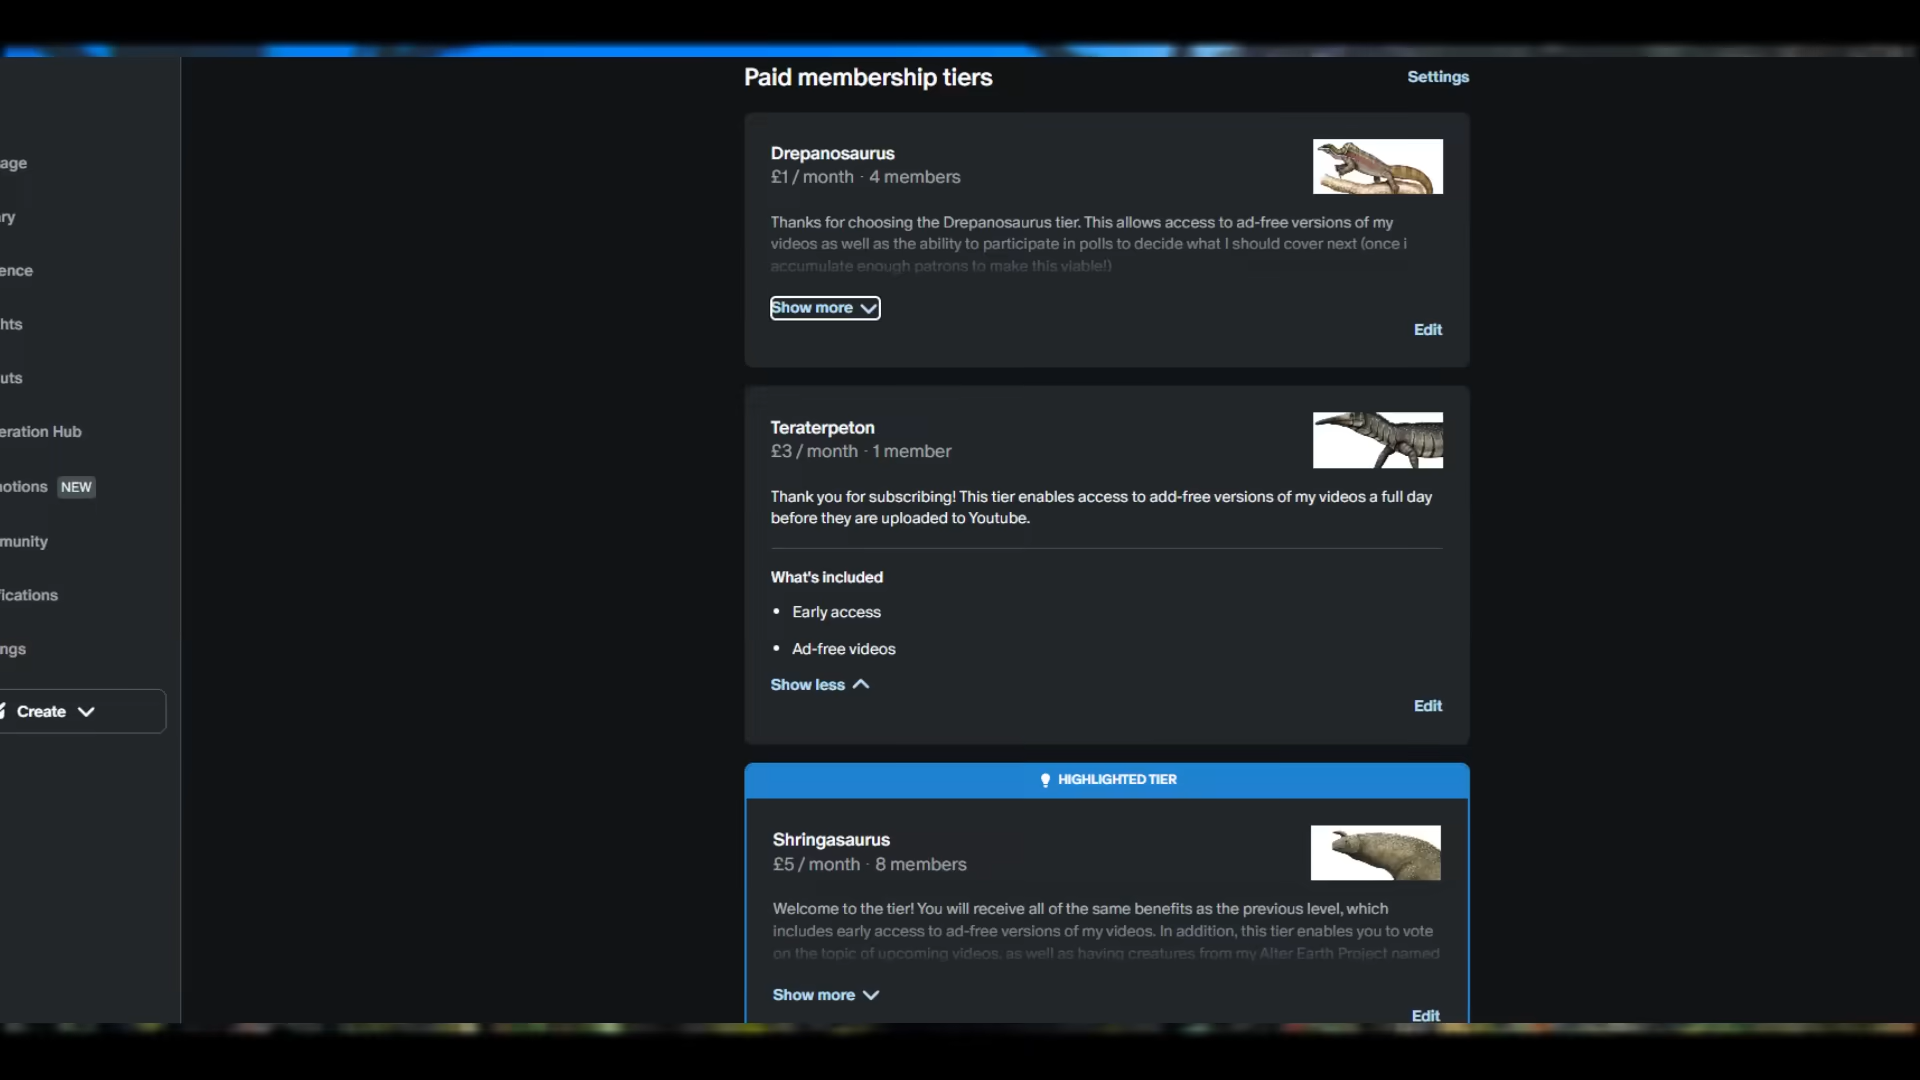 Paid membership tiers
Settings
Drepanosaurus
£1 / month · 4 members
Thanks for choosing the Drepanosaurus tier. This allows access to ad-free versions of my
videos as well as the ability to participate in polls to decide what I should cover next (once i
accumulate enough patrons to make this viable!)
Show more
Edit
Teraterpeton
£3 / month · 1 member
Thank you for subscribing! This tier enables access to add-free versions of my videos a full day
before they are uploaded to Youtube.
What's included
• Early access
• Ad-free videos
Show less
Edit
HIGHLIGHTED TIER
Shringasaurus
£5 / month · 8 members
Welcome to the tier! You will receive all of the same benefits as the previous level, which
includes early access to ad-free versions of my videos. In addition, this tier enables you to vote
on the topic of upcoming videos, as well as having creatures from my Alter Earth Project named
Show more
Edit
age
ry
ence
hts
uts
eration Hub
notions NEW
munity
fications
ngs
Create